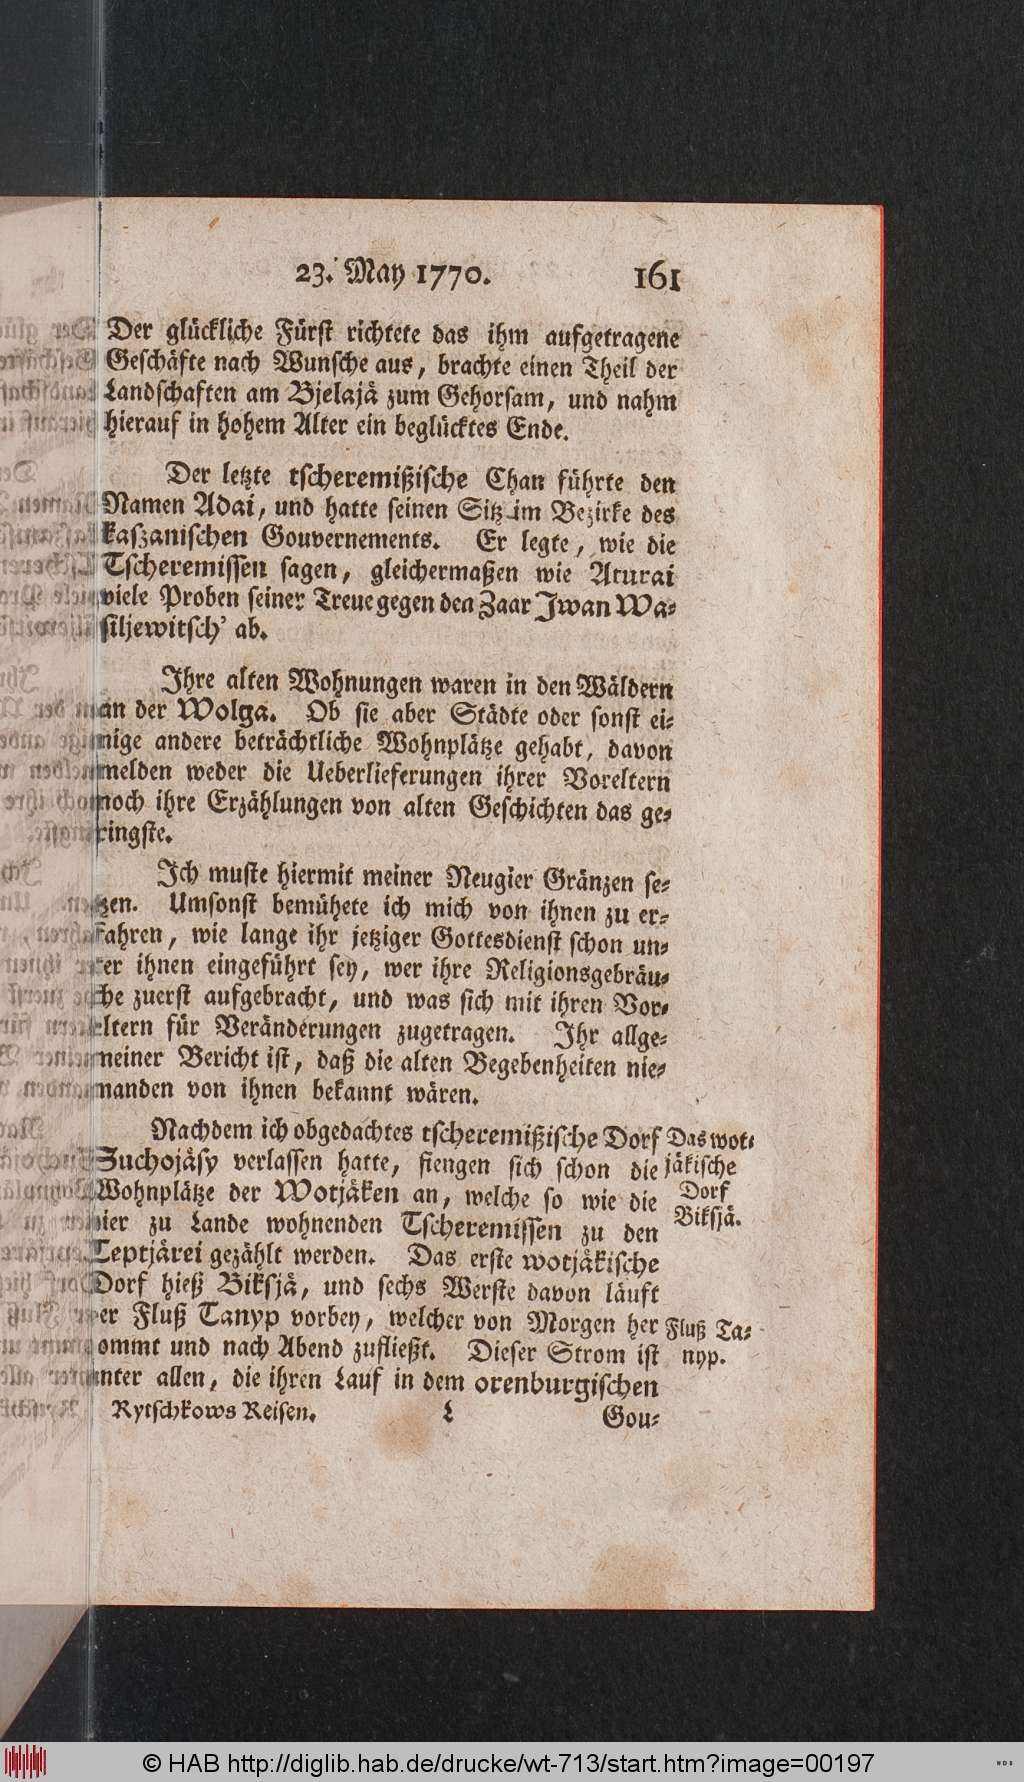 23. May 1770. 161
Der glückliche Fürst richtete das ihm aufgetragene
Geschäfte nach Wunsche aus, brachte einen Theil der
Landschaften am Bjelajä zum Gehorsam, und nahm
hierauf in hohem Alter ein beglücktes Ende.
Der letzte tscheremißische Chan führte den
Namen Adai, und hatte seinen Sitz im Bezirke des
kaszanischen Gouvernements. Er legte, wie die
Tscheremissen sagen, gleichermaßen wie Aturai
viele Proben seiner Treue gegen den Zaar Jwan Wa-
siljewitsch' ab.
Ihre alten Wohnungen waren in den Wäldern
an der Wolga. Ob sie aber Städte oder sonst ei-
nige andere beträchtliche Wohnplätze gehabt, davon
melden weder die Ueberlieferungen ihrer Voreltern
noch ihre Erzählungen von alten Geschichten das ge-
ringste.
Ich muste hiermit meiner Neugier Gränzen se-
tzen. Umsonst bemühete ich mich von ihnen zu er-
fahren, wie lange ihr jetziger Gottesdienst schon un-
ter ihnen eingeführt sey, wer ihre Religionsgebräu-
che zuerst aufgebracht, und was sich mit ihren Vor-
eltern für Veränderungen zugetragen. Ihr allge-
meiner Bericht ist, daß die alten Begebenheiten nie-
manden von ihnen bekannt wären.
Nachdem ich obgedachtes tscheremißische Dorf
Zuchojäsy verlassen hatte, fiengen sich schon die
Wohnplätze der Wotjäken an, welche so wie die
hier zu Lande wohnenden Tscheremissen zu den
Teptjärei gezählt werden. Das erste wotjäkische
Dorf hieß Biksjä, und sechs Werste davon läuft
der Fluß Tanyp vorbey, welcher von Morgen her
kommt und nach Abend zufließt. Dieser Strom ist
unter allen, die ihren Lauf in dem orenburgischen
Das wot-
jäkische
Dorf
Biksjä.
Fluß Ta-
nyp.
Rytschkows Reisen. L Gou-
© HAB http://diglib.hab.de/drucke/wt-713/start.htm?image=00197